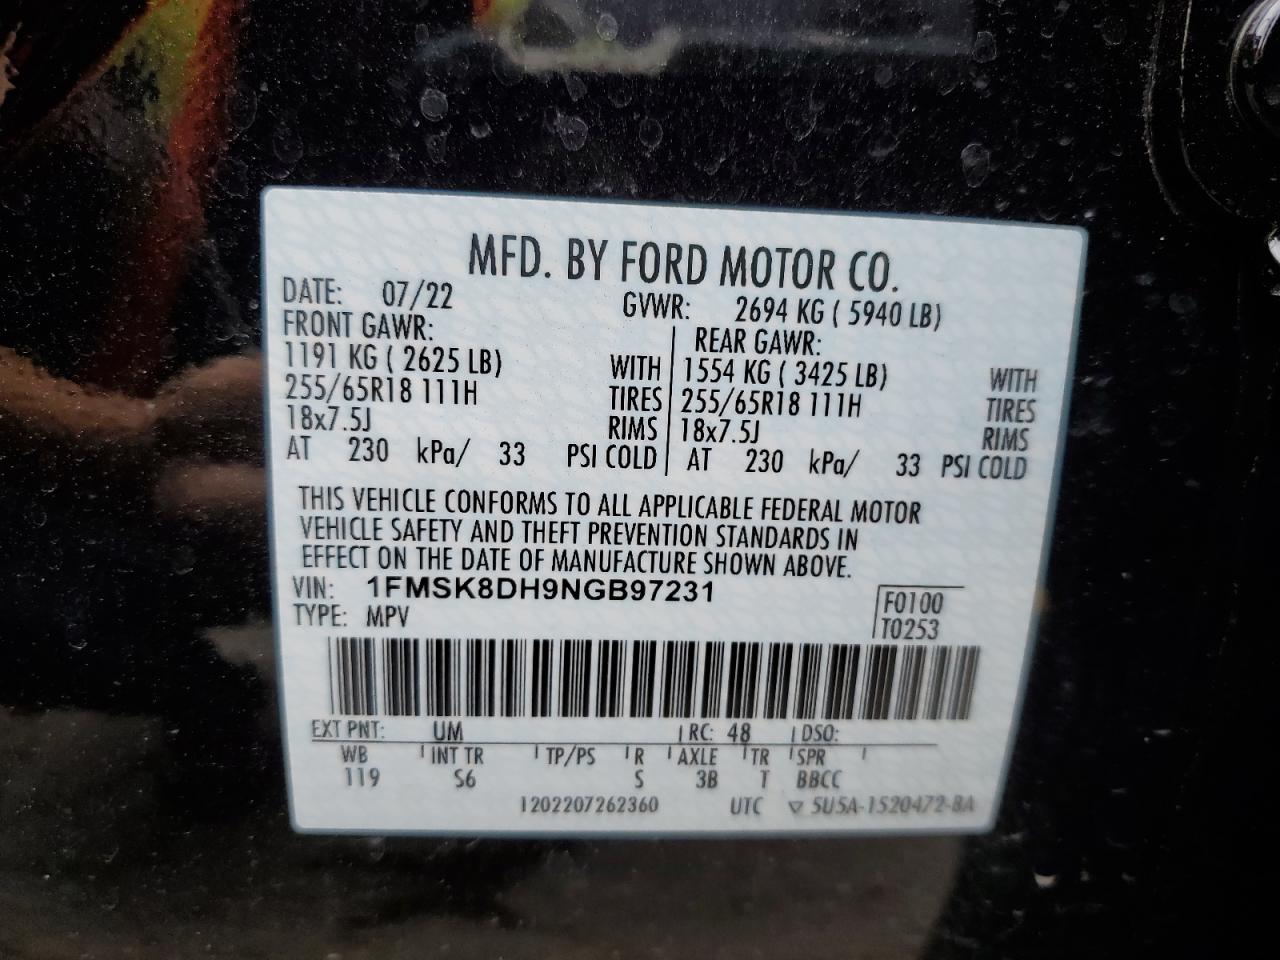 MFD. BY FORD MOTOR CO.
DATE: 07/22 GVWR: 2694 KG ( 5940 LB)
FRONT GAWR: REAR GAWR:
1191 KG ( 2625 LB) WITH 1554 KG ( 3425 LB) WITH
255/65R18 111H TIRES 255/65R18 111H TIRES
18x7.5J RIMS 18x7.5J RIMS
AT 230 kPa/ 33 PSI COLD AT 230 kPa/ 33 PSI COLD
THIS VEHICLE CONFORMS TO ALL APPLICABLE FEDERAL MOTOR
VEHICLE SAFETY AND THEFT PREVENTION STANDARDS IN
EFFECT ON THE DATE OF MANUFACTURE SHOWN ABOVE.
VIN: 1FMSK8DH9NGB97231 F0100
TYPE: MPV T0253
EXT PNT: UM RC: 48 DSO:
WB INT TR TP/PS R AXLE TR SPR
119 S6 S 3B T BBCC
1202207262360 UTC ▽ 5U5A-1520472-BA